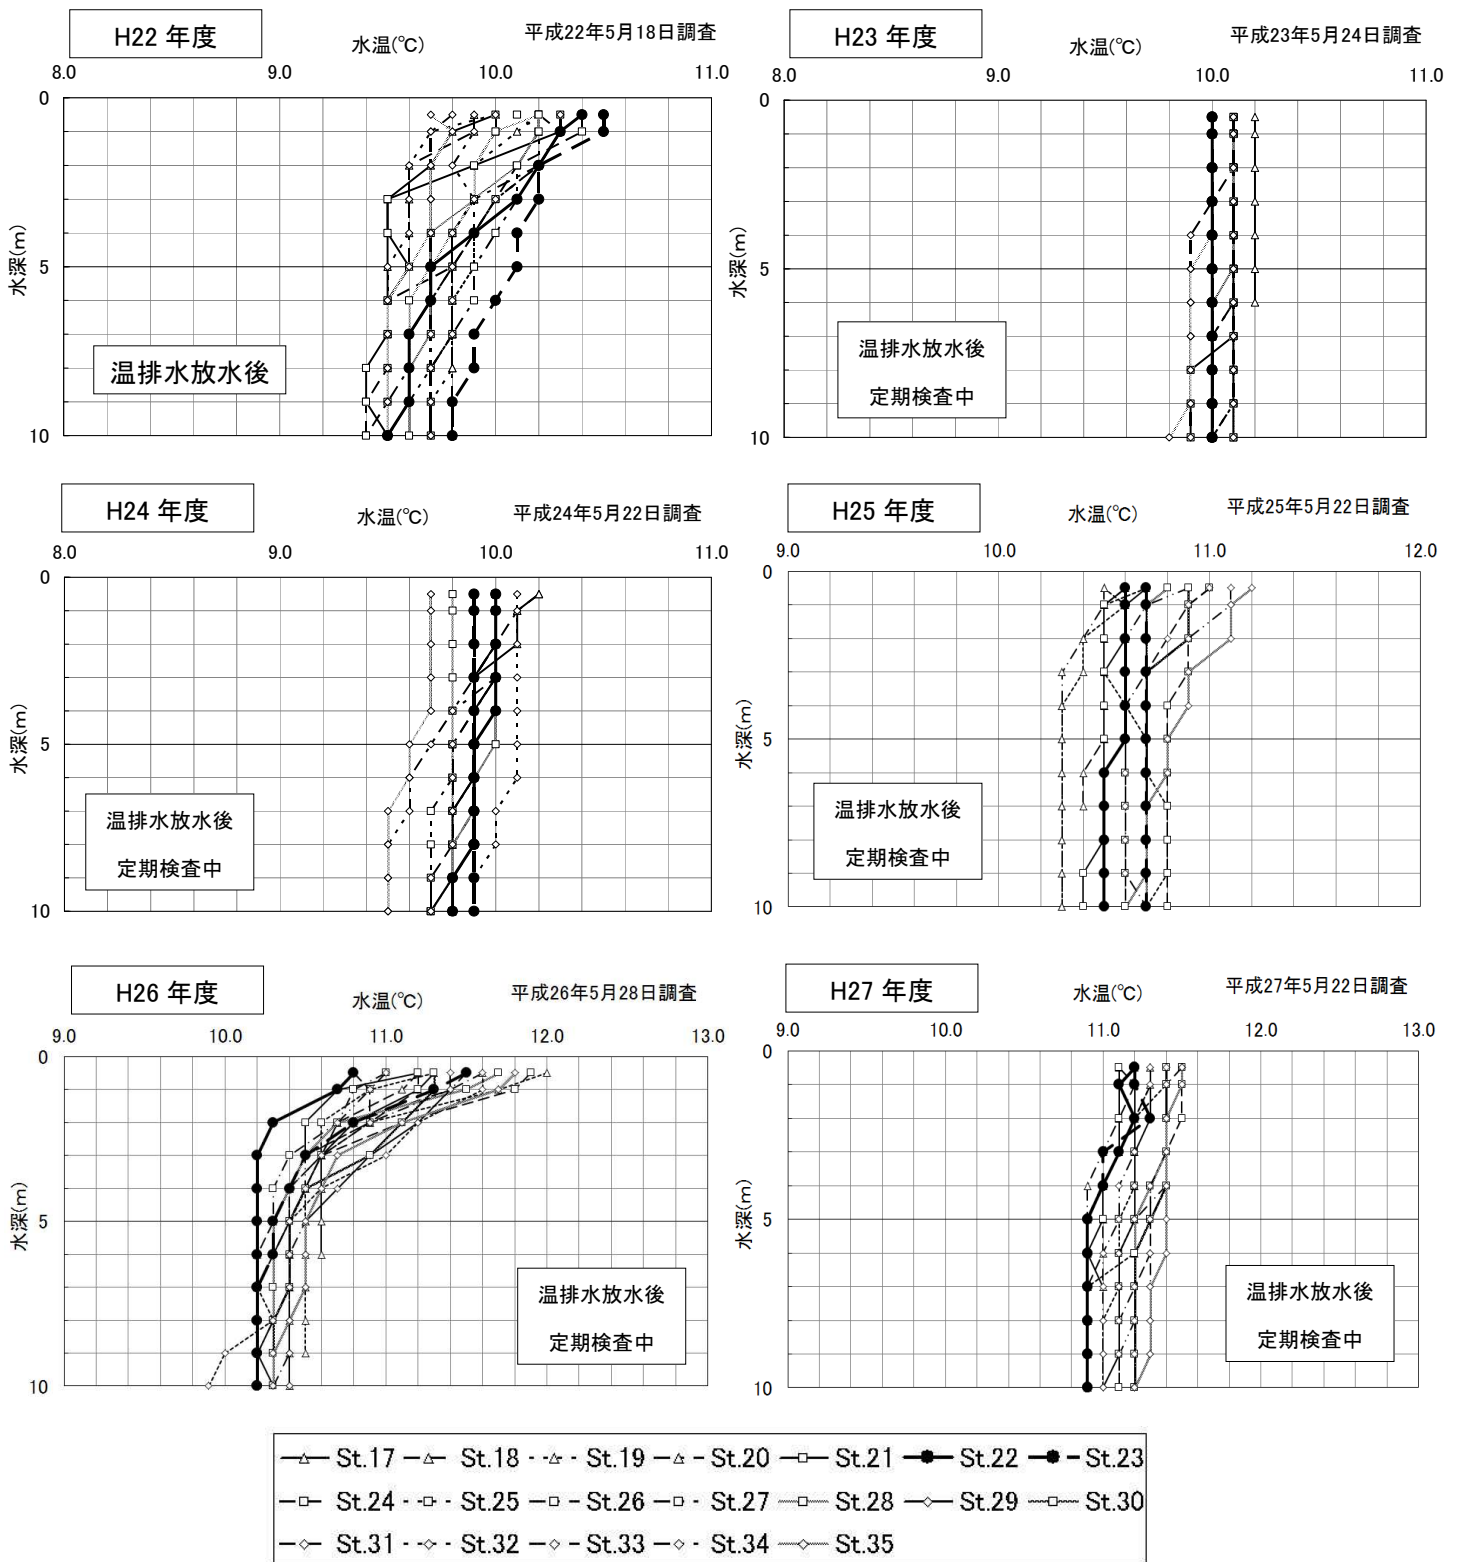 H22 年度
水温(℃)
平成22年5月18日調査
8.0 9.0 10.0 11.0
0
5
10
水深(m)
温排水放水後
H23 年度
水温(℃)
平成23年5月24日調査
8.0 9.0 10.0 11.0
0
5
10
水深(m)
温排水放水後
定期検査中
H24 年度
水温(℃)
平成24年5月22日調査
8.0 9.0 10.0 11.0
0
5
10
水深(m)
温排水放水後
定期検査中
H25 年度
水温(℃)
平成25年5月22日調査
9.0 10.0 11.0 12.0
0
5
10
水深(m)
温排水放水後
定期検査中
H26 年度
水温(℃)
平成26年5月28日調査
9.0 10.0 11.0 12.0 13.0
0
5
10
水深(m)
温排水放水後
定期検査中
H27 年度
水温(℃)
平成27年5月22日調査
9.0 10.0 11.0 12.0 13.0
0
5
10
水深(m)
温排水放水後
定期検査中
St.17 St.18 St.19 St.20 St.21 St.22 St.23
St.24 St.25 St.26 St.27 St.28 St.29 St.30
St.31 St.32 St.33 St.34 St.35